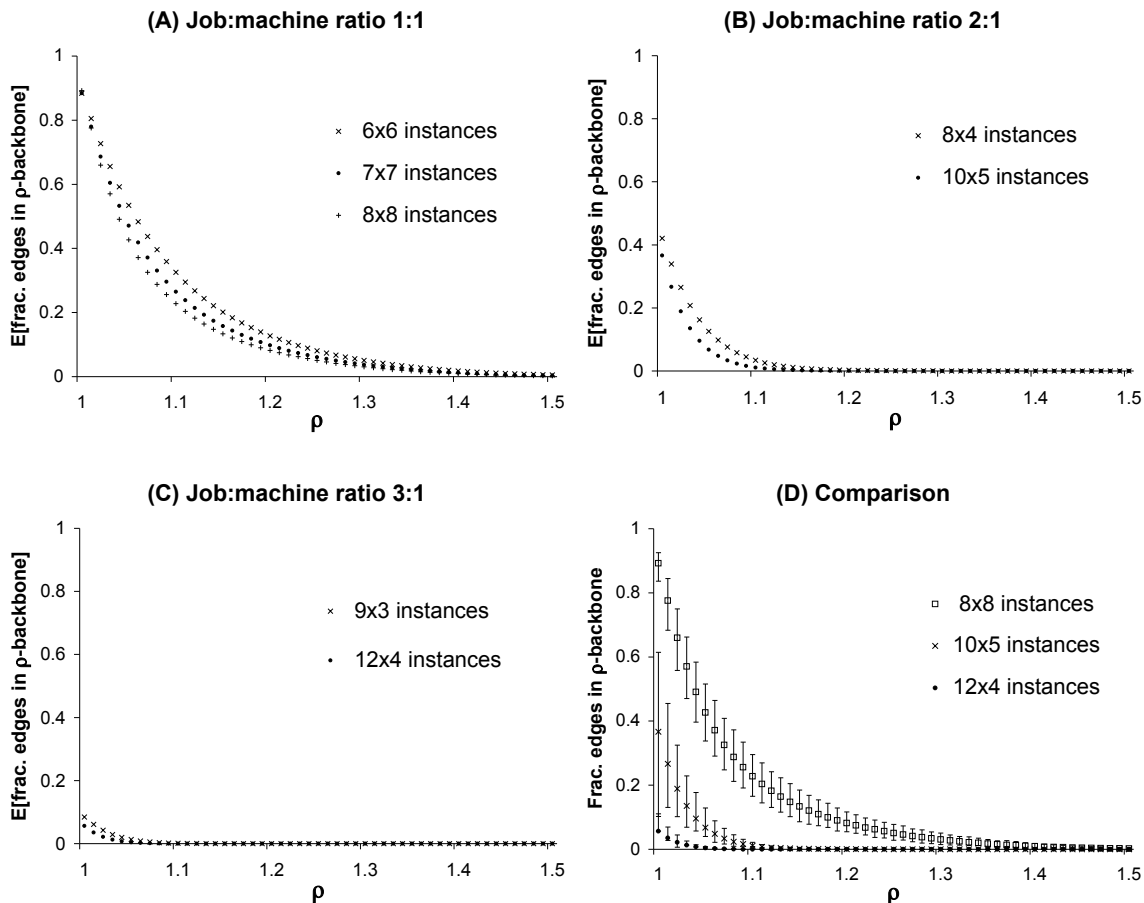 (A) Job:machine ratio 1:1
E[frac. edges in ρ-backbone]
1
0.8
0.6
0.4
0.2
0
1
1.1
1.2
1.3
1.4
1.5
ρ
6x6 instances
7x7 instances
8x8 instances
(B) Job:machine ratio 2:1
E[frac. edges in ρ-backbone]
1
0.8
0.6
0.4
0.2
0
1
1.1
1.2
1.3
1.4
1.5
ρ
8x4 instances
10x5 instances
(C) Job:machine ratio 3:1
E[frac. edges in ρ-backbone]
1
0.8
0.6
0.4
0.2
0
1
1.1
1.2
1.3
1.4
1.5
ρ
9x3 instances
12x4 instances
(D) Comparison
Frac. edges in ρ-backbone
1
0.8
0.6
0.4
0.2
0
1
1.1
1.2
1.3
1.4
1.5
ρ
8x8 instances
10x5 instances
12x4 instances